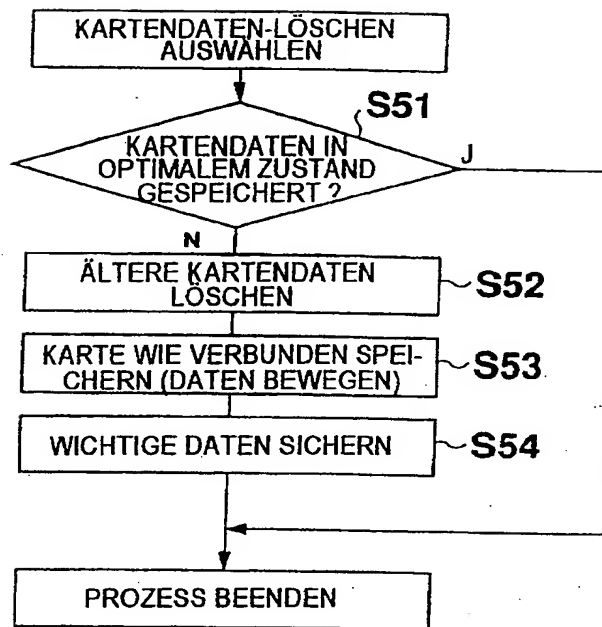 KARTENDATEN-LÖSCHEN
AUSWÄHLEN
S51
KARTENDATEN IN
OPTIMALEM ZUSTAND
GESPEICHERT ?
J
N
ÄLTERE KARTENDATEN
LÖSCHEN
S52
KARTE WIE VERBUNDEN SPEI-
CHERN (DATEN BEWEGEN)
S53
WICHTIGE DATEN SICHERN
S54
PROZESS BEENDEN